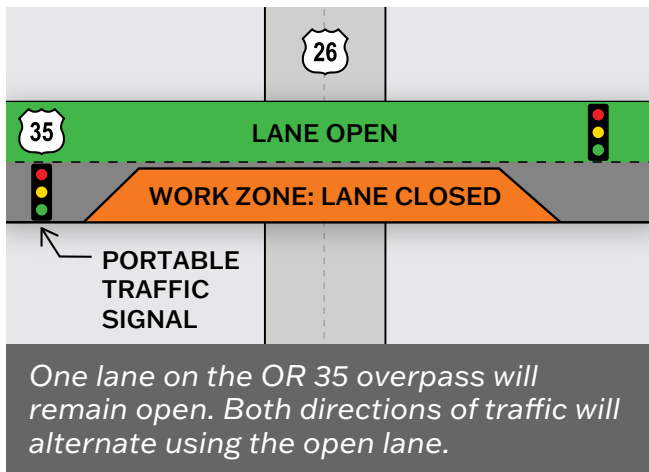 26
35
LANE OPEN
WORK ZONE: LANE CLOSED
PORTABLE
TRAFFIC
SIGNAL
One lane on the OR 35 overpass will
remain open. Both directions of traffic will
alternate using the open lane.